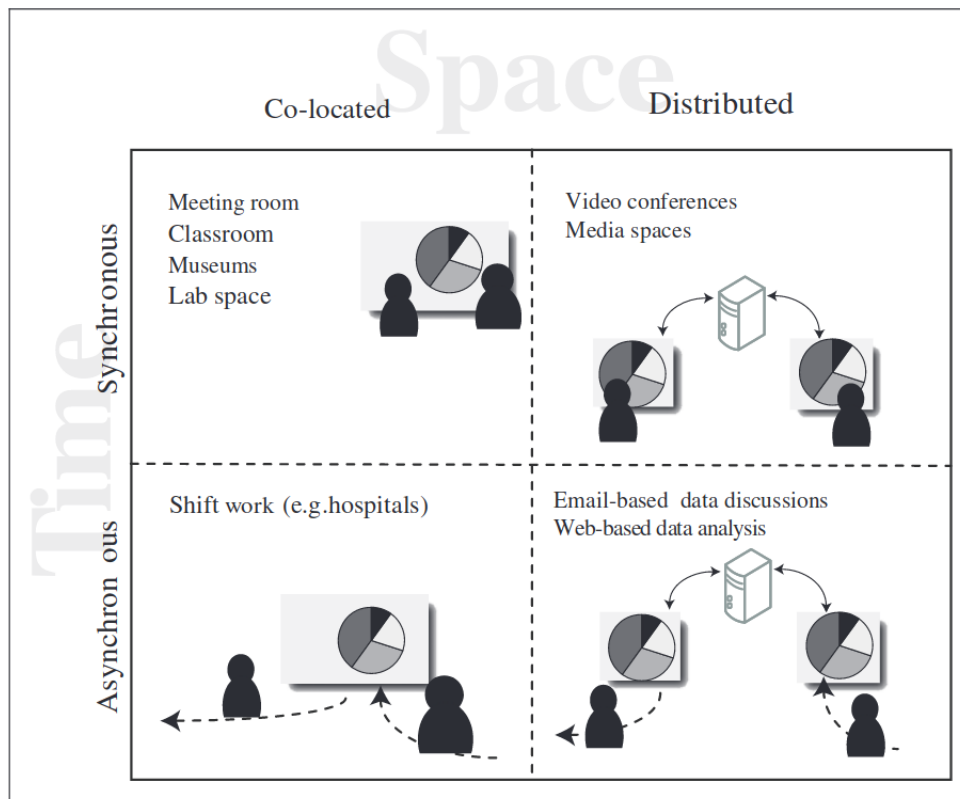 Space
Co-located
Distributed
Time
Synchronous
Meeting room
Classroom
Museums
Lab space
Video conferences
Media spaces
Asynchron ous
Shift work (e.g.hospitals)
Email-based data discussions
Web-based data analysis